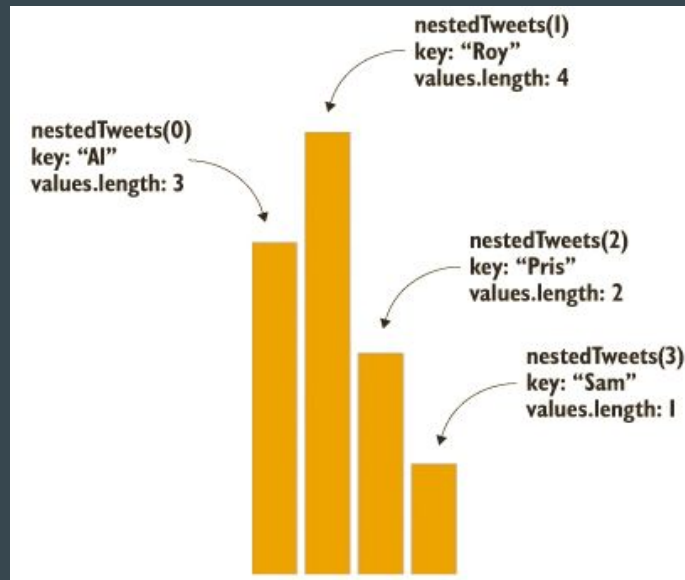 nestedTweets(1)
key: “Roy”
values.length: 4
nestedTweets(0)
key: “Al”
values.length: 3
nestedTweets(2)
key: “Pris”
values.length: 2
nestedTweets(3)
key: “Sam”
values.length: 1